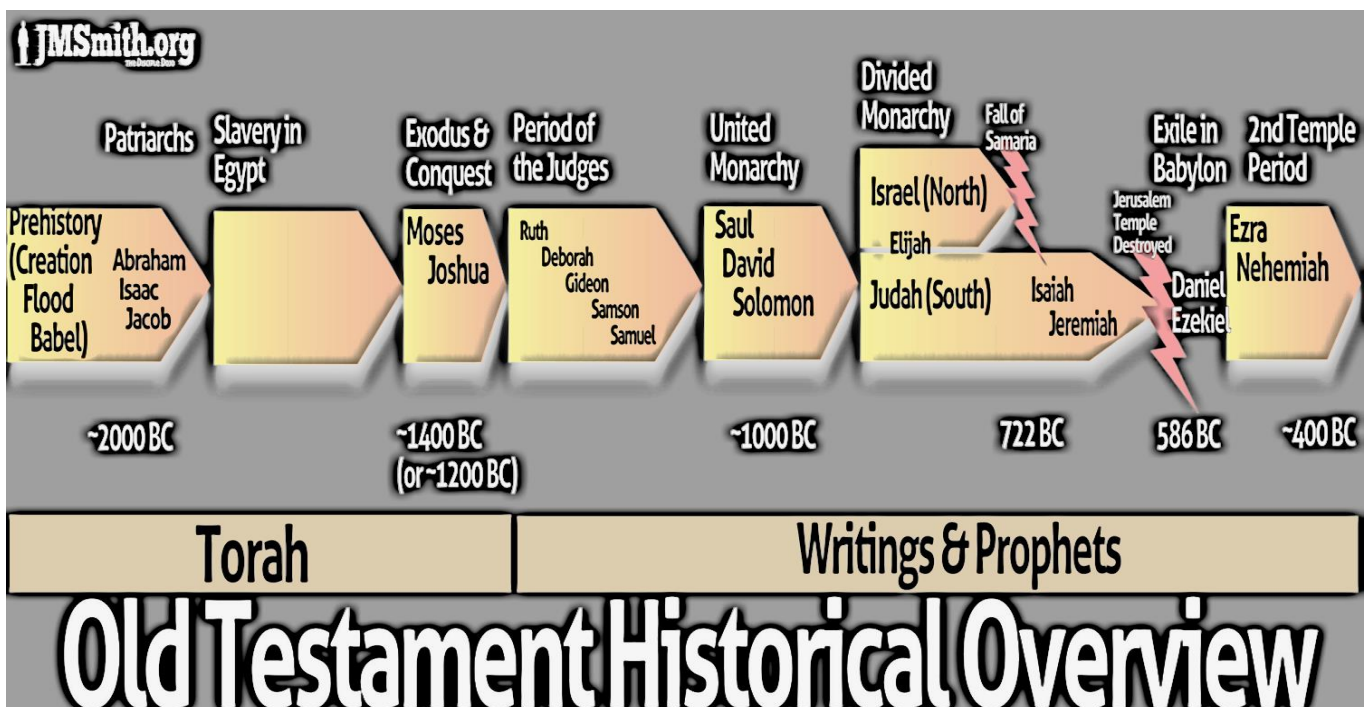 JMSmith.org
THE DISCIPLE DOJO
Patriarchs
Prehistory
(Creation
Flood
Babel)
Abraham
Isaac
Jacob
~2000 BC
Slavery in
Egypt
Exodus &
Conquest
Moses
Joshua
~1400 BC
(or ~1200 BC)
Period of
the Judges
Ruth
Deborah
Gideon
Samson
Samuel
United
Monarchy
Saul
David
Solomon
~1000 BC
Divided
Monarchy
Israel (North)
Elijah
Judah (South)
Fall of
Samaria
Isaiah
Jeremiah
722 BC
Jerusalem
Temple
Destroyed
Exile in
Babylon
Daniel
Ezekiel
586 BC
2nd Temple
Period
Ezra
Nehemiah
~400 BC
Torah
Writings & Prophets
Old Testament Historical Overview